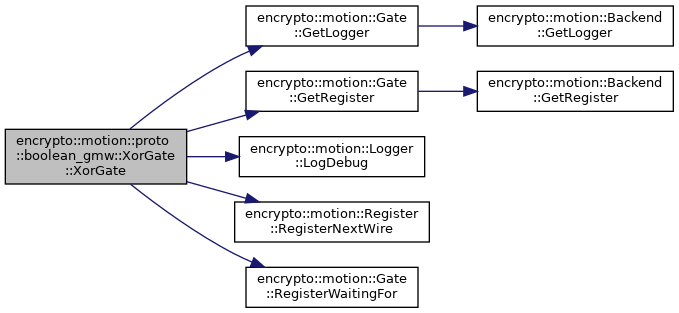 encrypto::motion::proto
::boolean_gmw::XorGate
::XorGate
encrypto::motion::Gate
::GetLogger
encrypto::motion::Backend
::GetLogger
encrypto::motion::Gate
::GetRegister
encrypto::motion::Backend
::GetRegister
encrypto::motion::Logger
::LogDebug
encrypto::motion::Register
::RegisterNextWire
encrypto::motion::Gate
::RegisterWaitingFor